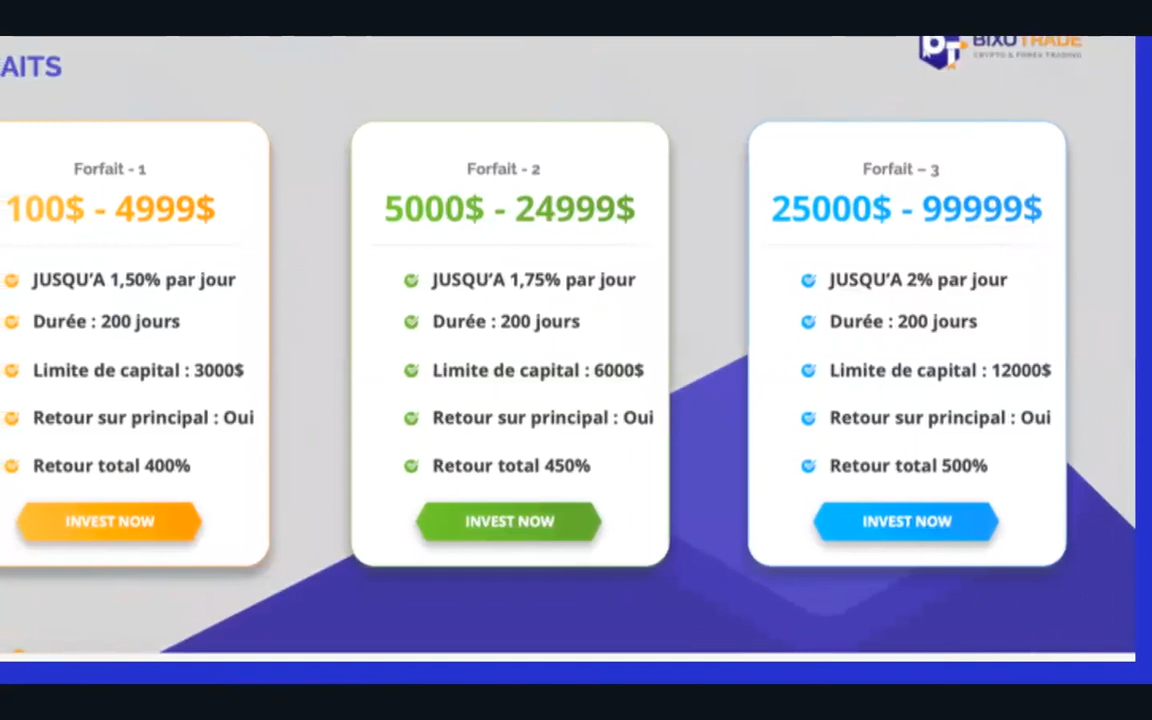 AITS
BIXUTRADE
CRYPTO & FOREX TRADING
Forfait - 1
100$ - 4999$
JUSQU'A 1,50% par jour
Durée : 200 jours
Limite de capital : 3000$
Retour sur principal : Oui
Retour total 400%
INVEST NOW
Forfait - 2
5000$ - 24999$
JUSQU'A 1,75% par jour
Durée : 200 jours
Limite de capital : 6000$
Retour sur principal : Oui
Retour total 450%
INVEST NOW
Forfait – 3
25000$ - 99999$
JUSQU'A 2% par jour
Durée : 200 jours
Limite de capital : 12000$
Retour sur principal : Oui
Retour total 500%
INVEST NOW